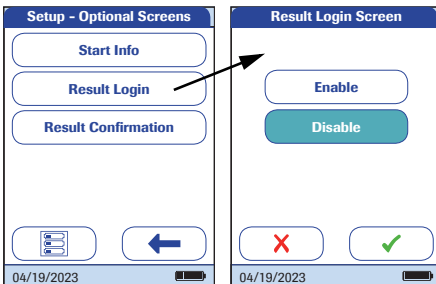 Setup - Optional Screens
Start Info
Result Login
Result Confirmation
04/19/2023
Result Login Screen
Enable
Disable
04/19/2023